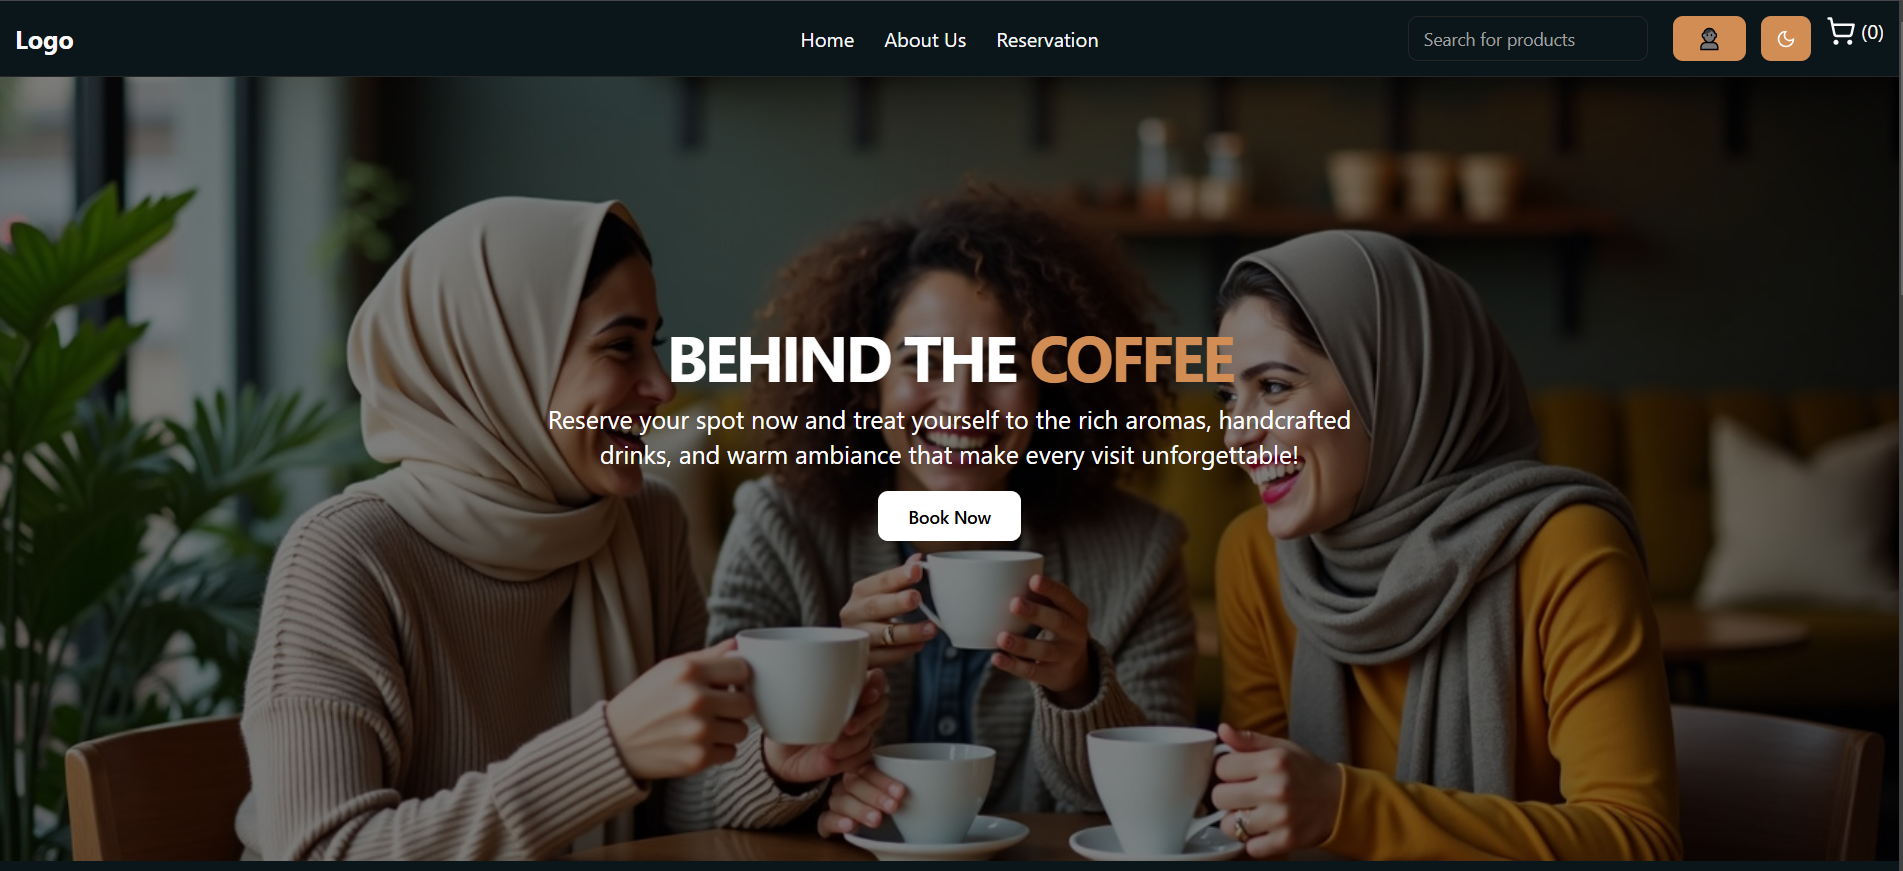 Logo
Home
About Us
Reservation
Search for products
(0)
BEHIND THE COFFEE
Reserve your spot now and treat yourself to the rich aromas, handcrafted
drinks, and warm ambiance that make every visit unforgettable!
Book Now